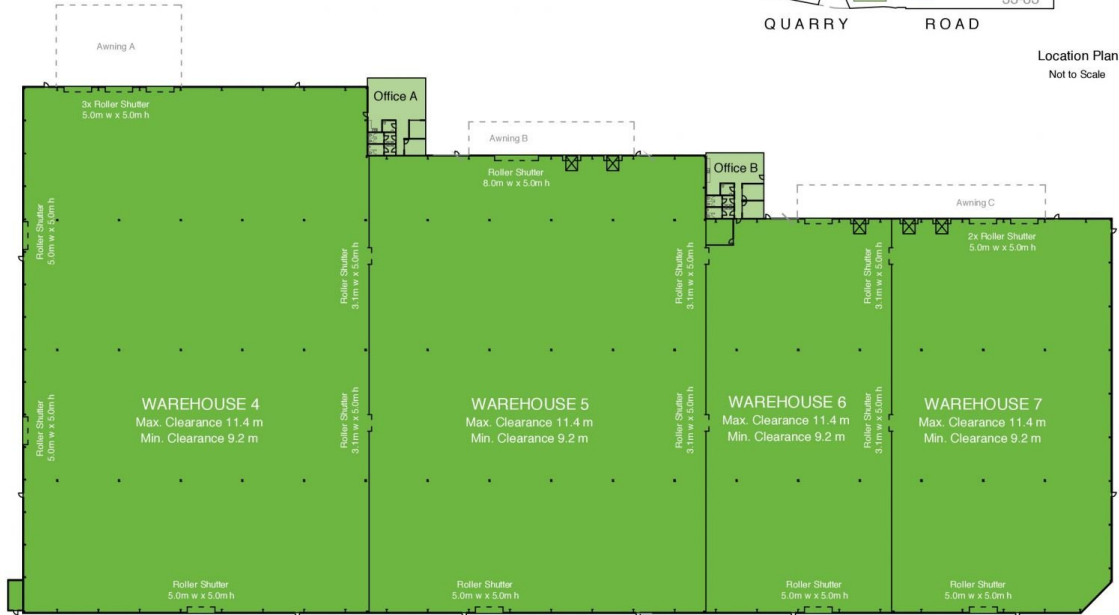 QUARRY ROAD
Location Plan
Not to Scale
Awning A
3x Roller Shutter
5.0m w x 5.0m h
Office A
Awning B
Roller Shutter
8.0m w x 5.0m h
Office B
Awning C
2x Roller Shutter
5.0m w x 5.0m h
Roller Shutter
5.0m w x 5.0m h
Roller Shutter
3.1m w x 5.0m h
Roller Shutter
3.1m w x 5.0m h
Roller Shutter
3.1m w x 5.0m h
WAREHOUSE 4
Max. Clearance 11.4 m
Min. Clearance 9.2 m
WAREHOUSE 5
Max. Clearance 11.4 m
Min. Clearance 9.2 m
WAREHOUSE 6
Max. Clearance 11.4 m
Min. Clearance 9.2 m
WAREHOUSE 7
Max. Clearance 11.4 m
Min. Clearance 9.2 m
Roller Shutter
5.0m w x 5.0m h
Roller Shutter
3.1m w x 5.0m h
Roller Shutter
3.1m w x 5.0m h
Roller Shutter
3.1m w x 5.0m h
Roller Shutter
5.0m w x 5.0m h
Roller Shutter
5.0m w x 5.0m h
Roller Shutter
5.0m w x 5.0m h
Roller Shutter
5.0m w x 5.0m h